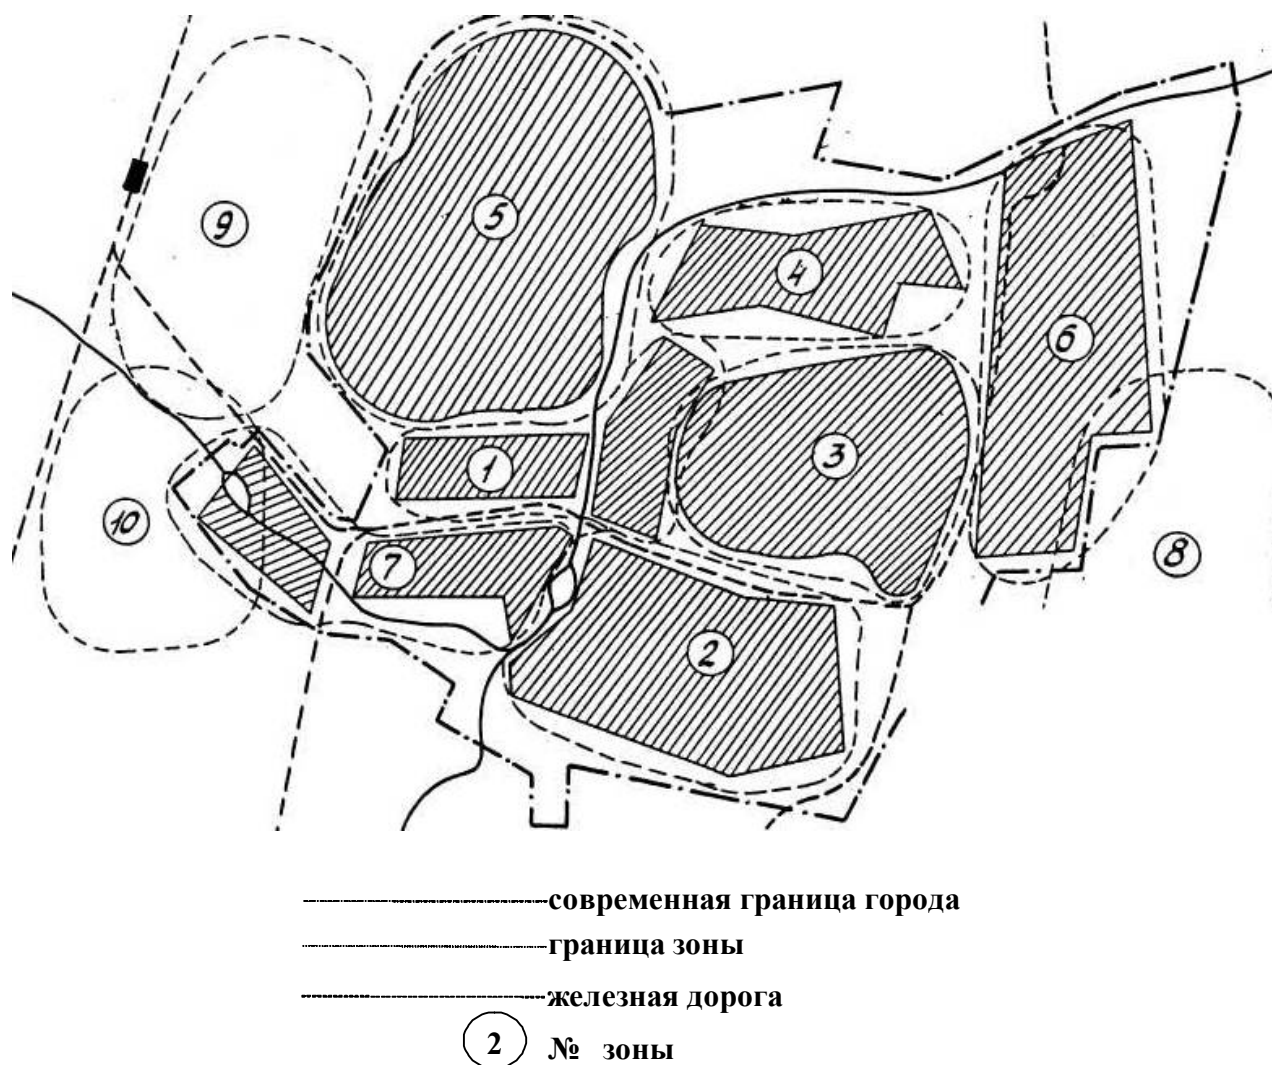 5
9
4
6
3
1
10
7
8
2
современная граница города
граница зоны
железная дорога
2 № зоны